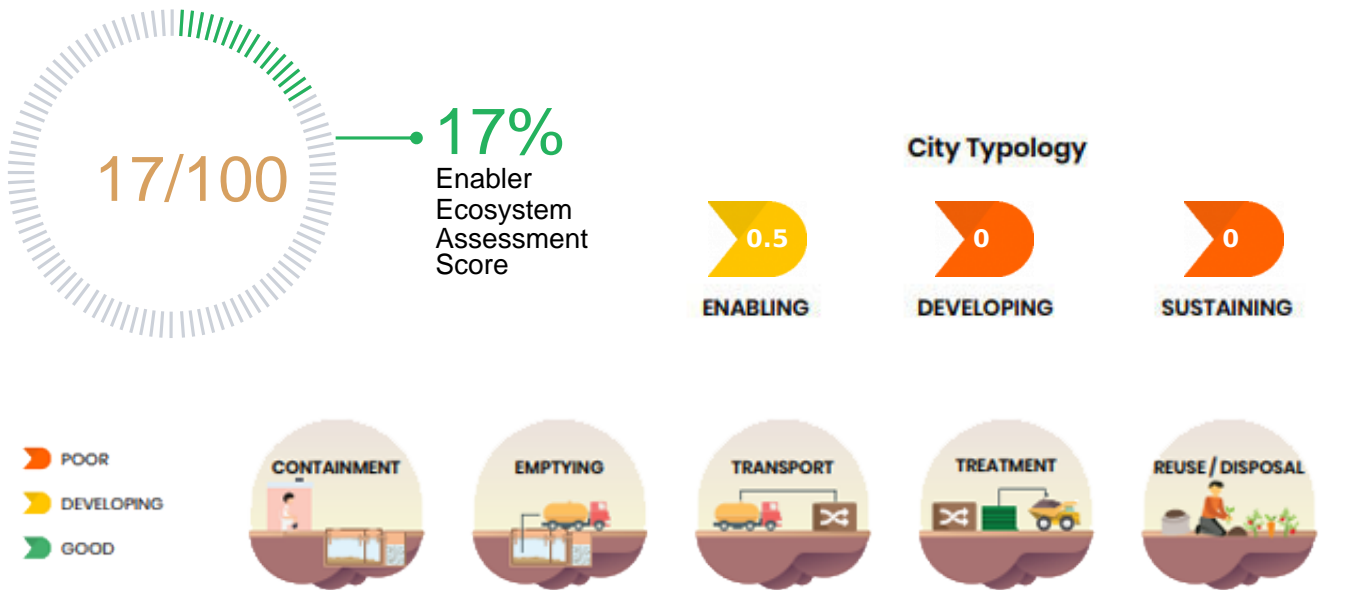 17/100
17%
Enabler
Ecosystem
Assessment
Score
City Typology
0.5
0
0
ENABLING
DEVELOPING
SUSTAINING
POOR
DEVELOPING
GOOD
CONTAINMENT
EMPTYING
TRANSPORT
TREATMENT
REUSE / DISPOSAL